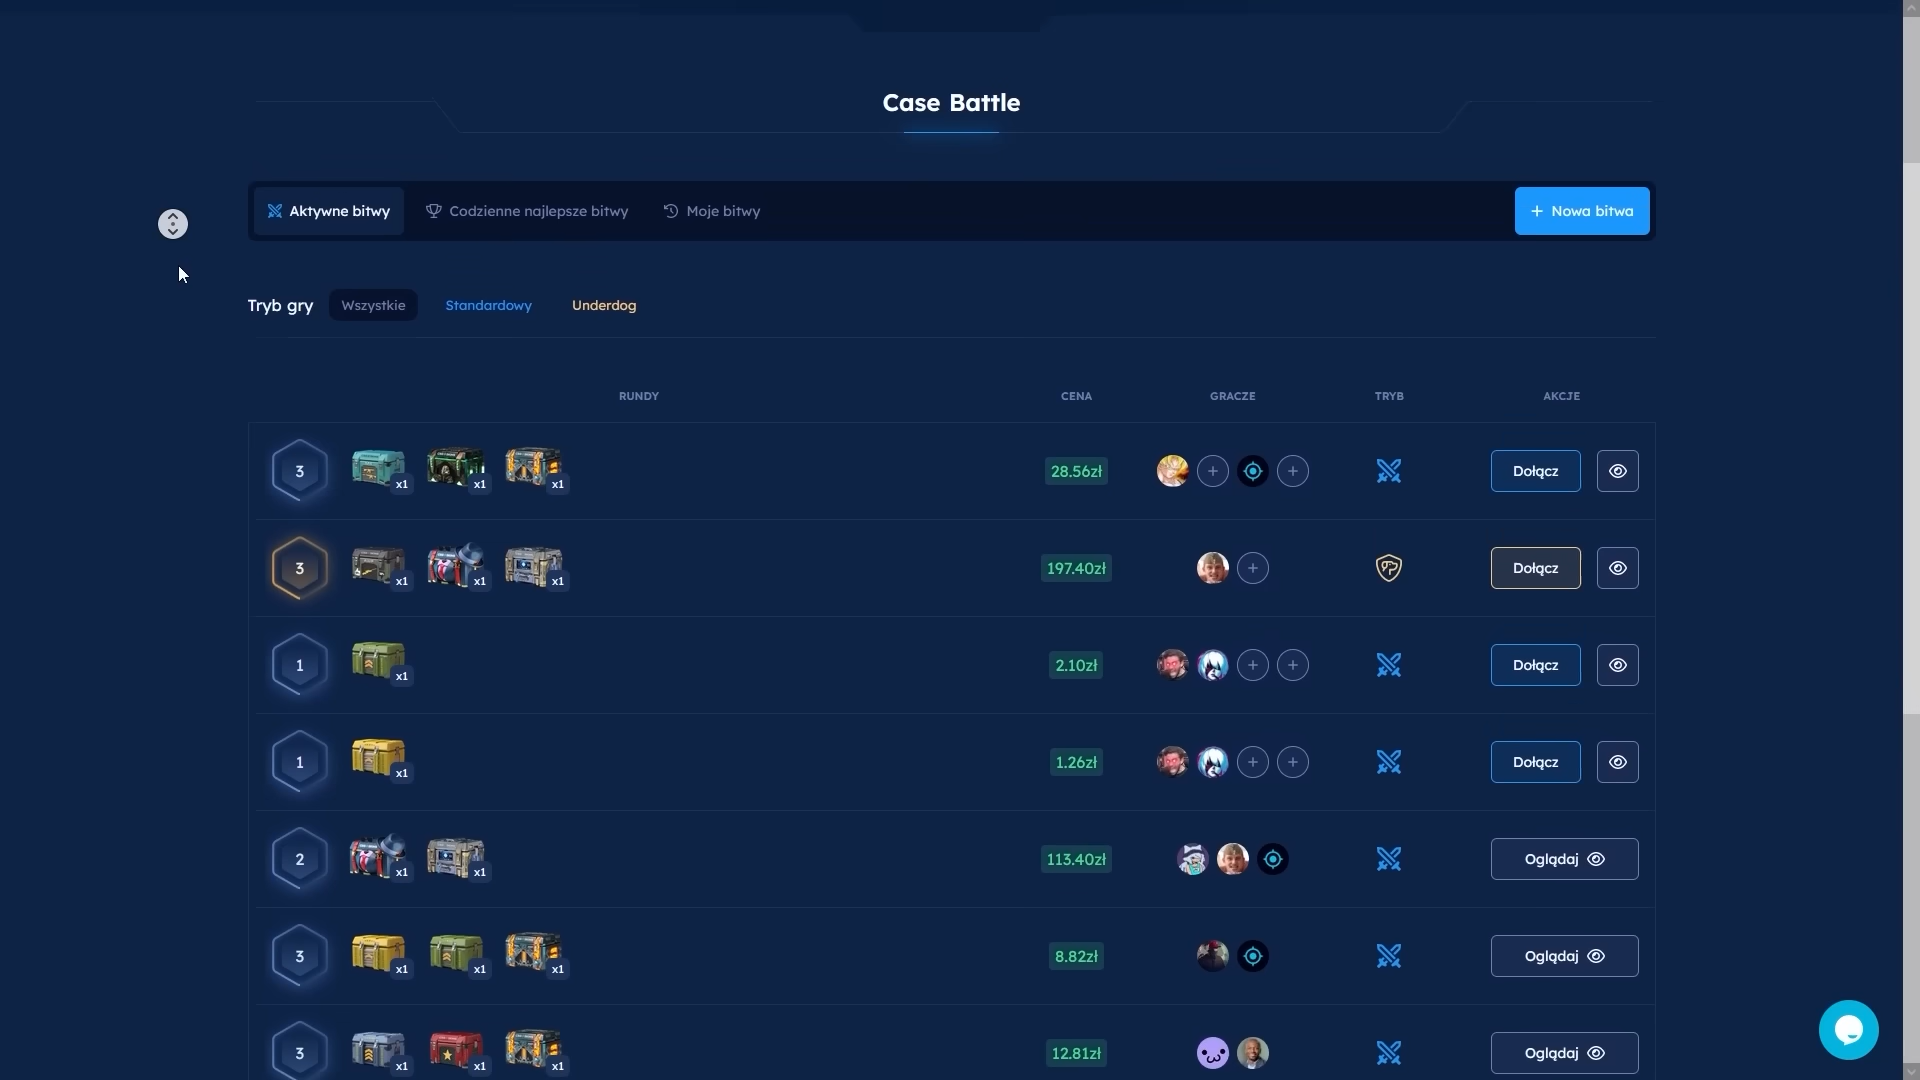 Case Battle
Aktywne bitwy
Codzienne najlepsze bitwy
Moje bitwy
+ Nowa bitwa
Tryb gry
Wszystkie
Standardowy
Underdog
RUNDY CENA GRACZE TRYB AKCJE
3 x1 x1 x1 28.56zł + + Dołącz
3 x1 x1 x1 197.40zł + Dołącz
1 x1 2.10zł + + Dołącz
1 x1 1.26zł + + Dołącz
2 x1 x1 113.40zł Oglądaj
3 x1 x1 x1 8.82zł Oglądaj
3 x1 x1 x1 12.81zł Oglądaj